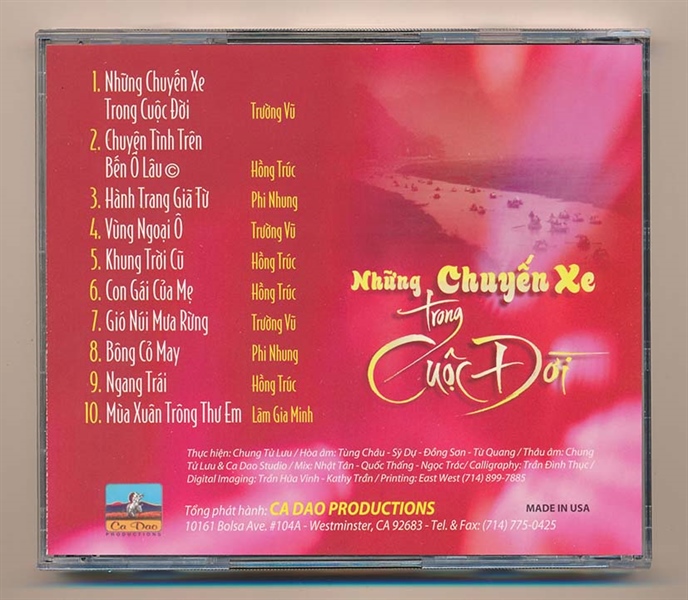 1. Những Chuyến Xe
Trong Cuộc Đời Trường Vũ
2. Chuyện Tình Trên
Bến Ô Lâu © Hồng Trúc
3. Hành Trang Giã Từ Phi Nhung
4. Vùng Ngoại Ô Trường Vũ
5. Khung Trời Cũ Hồng Trúc
6. Con Gái Của Mẹ Hồng Trúc
7. Gió Núi Mưa Rừng Trường Vũ
8. Bông Cỏ May Phi Nhung
9. Ngang Trái Hồng Trúc
10. Mùa Xuân Trông Thư Em Lâm Gia Minh
Những Chuyến Xe
trong
Cuộc Đời
Thực hiện: Chung Tử Lưu / Hòa âm: Tùng Châu - Sỹ Dự - Đồng Sơn - Từ Quang / Thâu âm: Chung
Tử Lưu & Ca Dao Studio / Mix: Nhật Tân - Quốc Thống - Ngọc Trác/ Calligraphy: Trần Đình Thục /
Digital Imaging: Trần Hứa Vinh - Kathy Trần / Printing: East West (714) 899-7885
Ca Dao
PRODUCTIONS
Tổng phát hành: CA DAO PRODUCTIONS
10161 Bolsa Ave. #104A - Westminster, CA 92683 - Tel. & Fax: (714) 775-0425
MADE IN USA